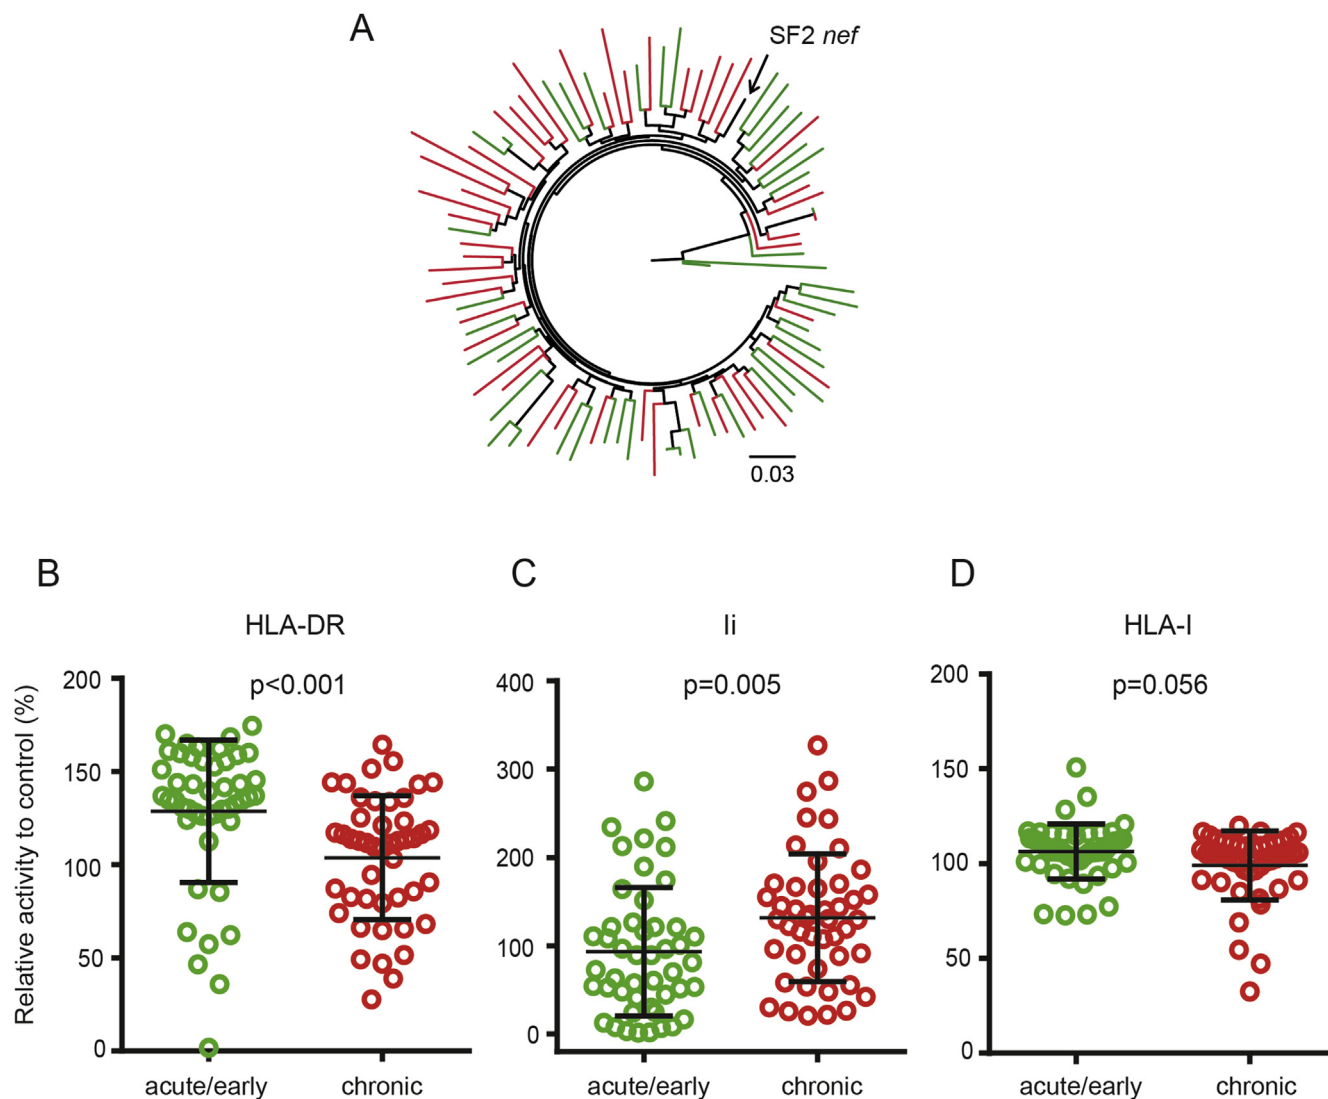 A
SF2 nef
0.03
B
C
D
HLA-DR
Ii
HLA-I
p<0.001
p=0.005
p=0.056
Relative activity to control (%)
200
150
100
50
0
400
300
200
100
0
200
150
100
50
0
acute/early
chronic
acute/early
chronic
acute/early
chronic